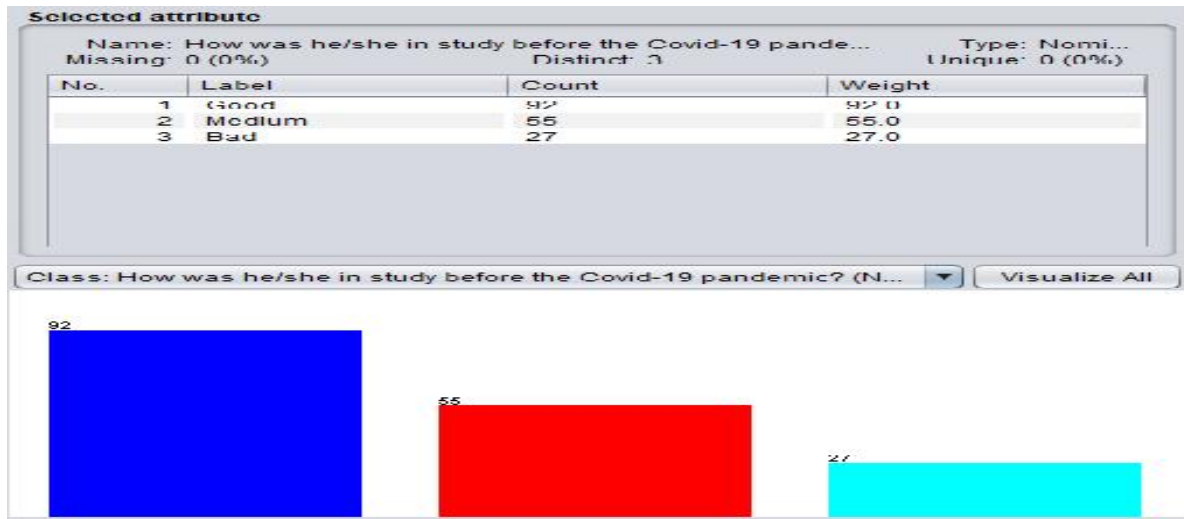 Selected attribute
Name: How was he/she in study before the Covid-19 pande... Type: Nomi...
Missing: 0 (0%) Distinct: 3 Unique: 0 (0%)
No. Label Count Weight
1 Good 92 92.0
2 Medium 55 55.0
3 Bad 27 27.0
Class: How was he/she in study before the Covid-19 pandemic? (N... Visualize All
92
55
27